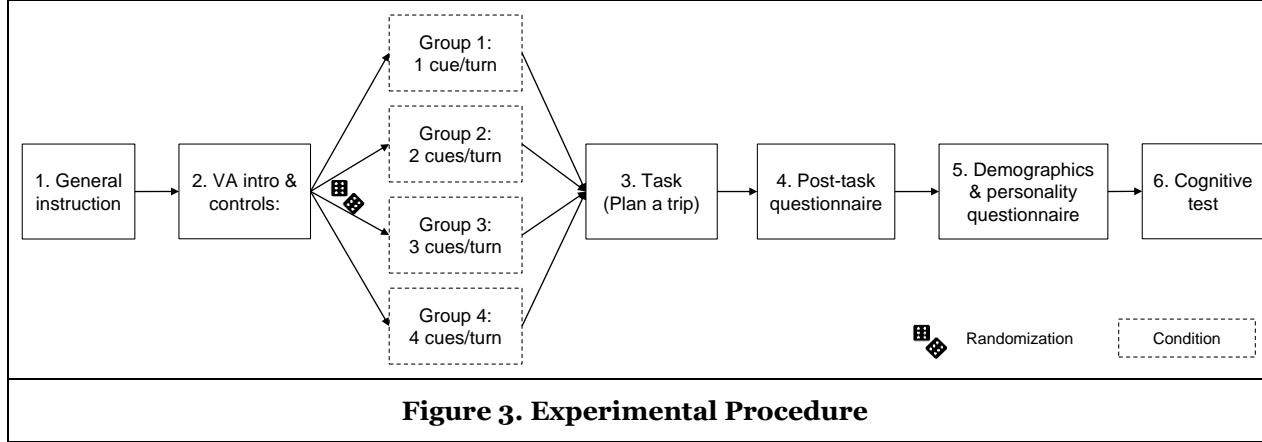 1. General
instruction
2. VA intro &
controls:
Group 1:
1 cue/turn
Group 2:
2 cues/turn
Group 3:
3 cues/turn
Group 4:
4 cues/turn
3. Task
(Plan a trip)
4. Post-task
questionnaire
5. Demographics
& personality
questionnaire
6. Cognitive
test
Randomization
Condition
Figure 3. Experimental Procedure